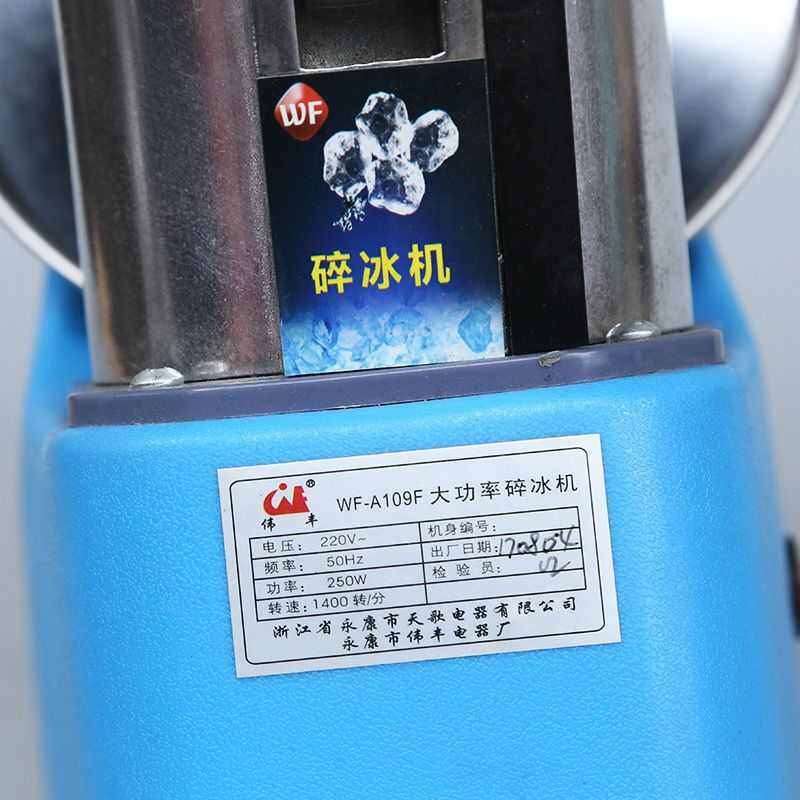 WF
碎冰机
WF-A109F 大功率碎冰机
®
伟丰
电压: 220V~
频率: 50Hz
功率: 250W
转速: 1400 转/分
机身编号:
出厂日期: 170804
检验员:
浙江省永康市天歌电器有限公司
永康市伟丰电器厂